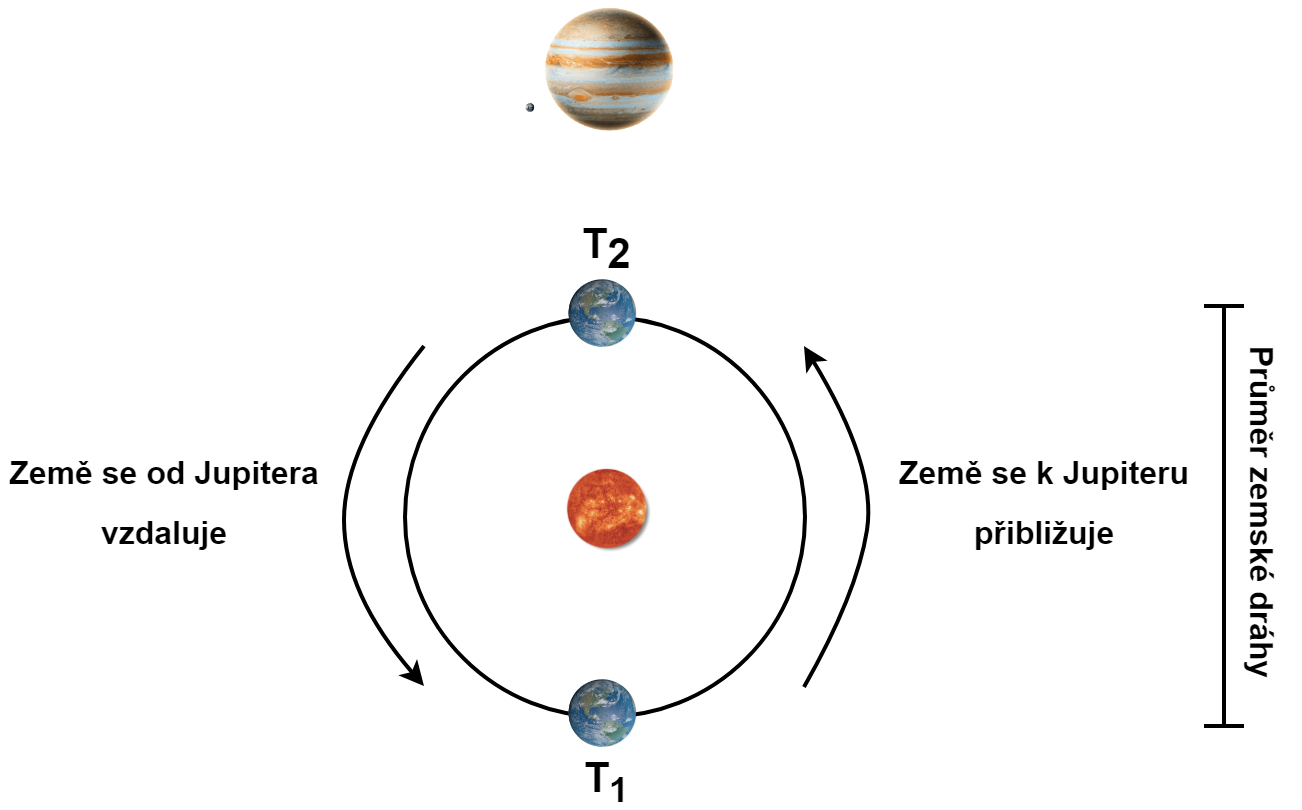 T2
Země se od Jupitera
vzdaluje
Země se k Jupiteru
přibližuje
Průměr zemské dráhy
T1